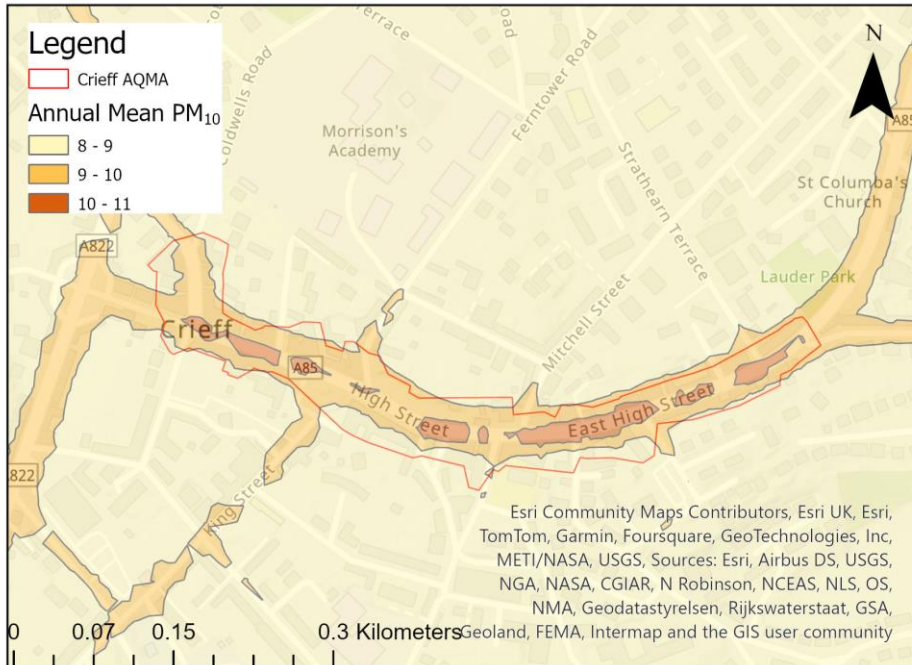 Legend
Crieff AQMA
Annual Mean PM₁₀
8 - 9
9 - 10
10 - 11
N
Terrace
Road
Coldwells Road
Ferntower Road
Morrison's
Academy
A85
Strathearn Terrace
St Columba's
Church
A822
Lauder Park
Mitchell Street
Crieff
A85
High Street
East High Street
822
King Street
Esri Community Maps Contributors, Esri UK, Esri,
TomTom, Garmin, Foursquare, GeoTechnologies, Inc,
METI/NASA, USGS, Sources: Esri, Airbus DS, USGS,
NGA, NASA, CGIAR, N Robinson, NCEAS, NLS, OS,
NMA, Geodatastyrelsen, Rijkswaterstaat, GSA,
Geoland, FEMA, Intermap and the GIS user community
0 0.07 0.15 0.3 Kilometers